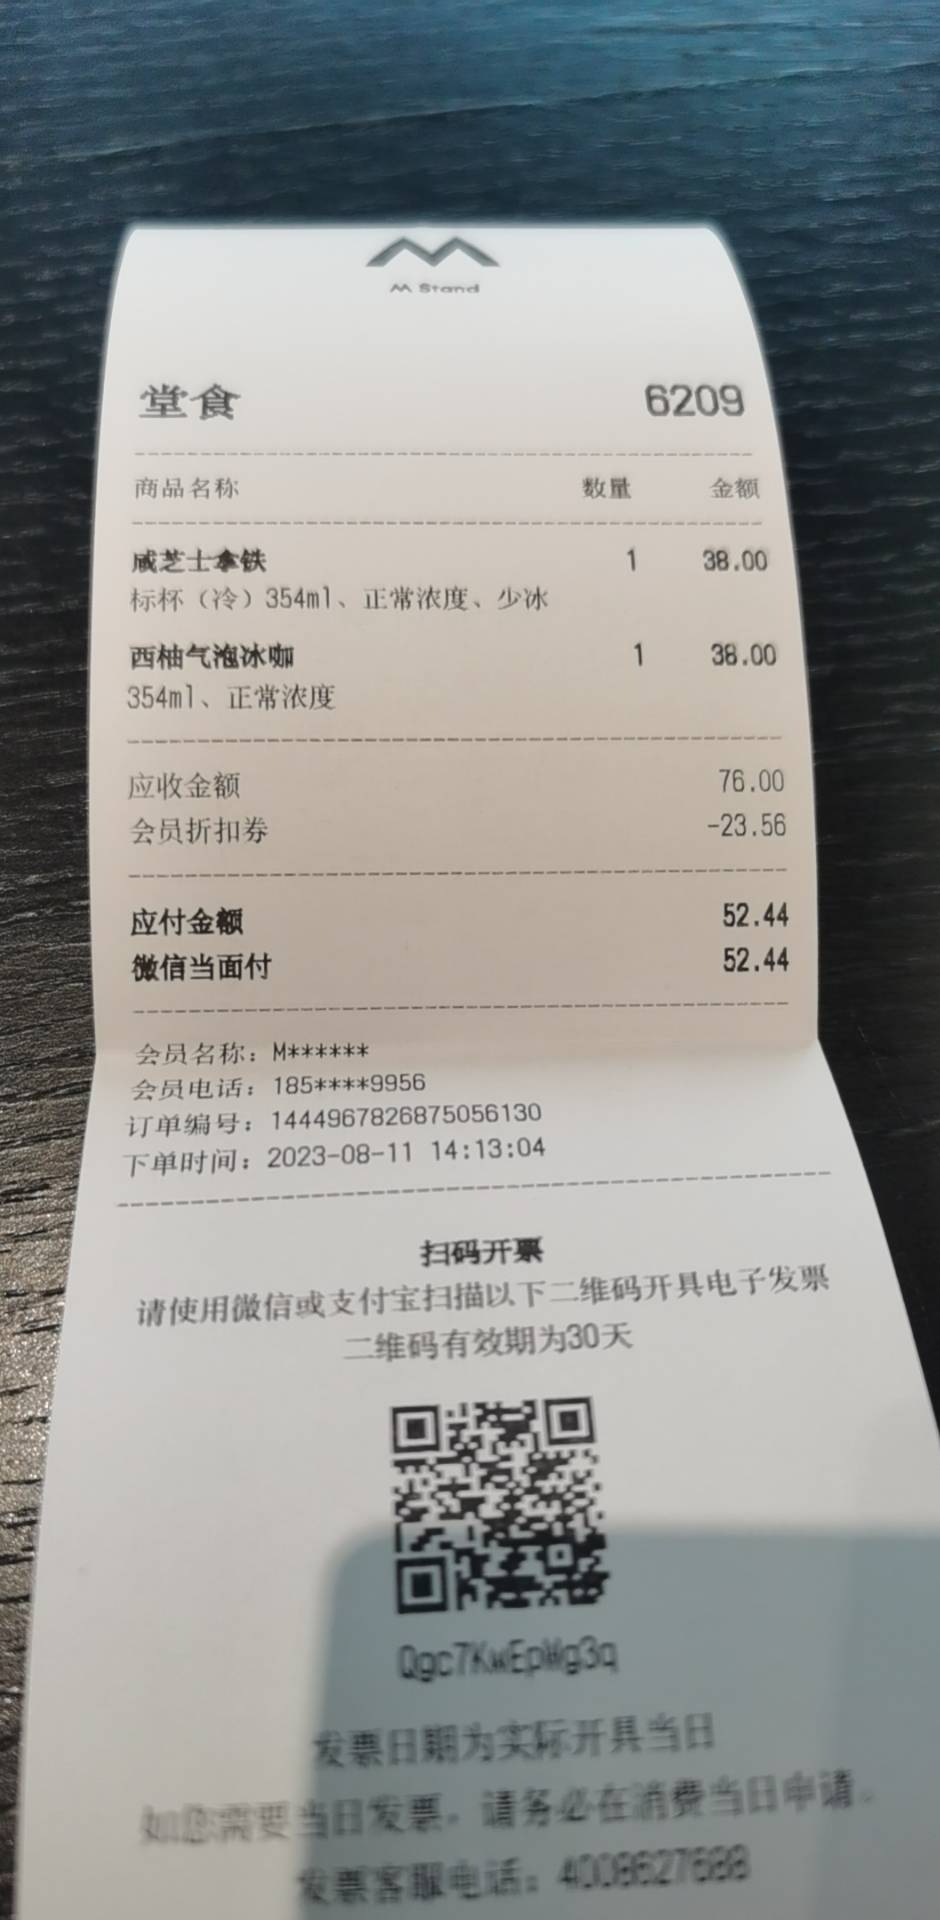 M Stand
堂食 6209
商品名称 数量 金额
咸芝士拿铁 1 38.00
标杯（冷）354ml、正常浓度、少冰
西柚气泡冰咖 1 38.00
354ml、正常浓度
应收金额 76.00
会员折扣券 -23.56
应付金额 52.44
微信当面付 52.44
会员名称：M******
会员电话：185****9956
订单编号：1444967826875056130
下单时间：2023-08-11 14:13:04
扫码开票
请使用微信或支付宝扫描以下二维码开具电子发票
二维码有效期为30天
Qgc7KwEpWg3q
发票日期为实际开具当日
如您需要当日发票，请务必在消费当日申请。
发票客服电话：4008627688